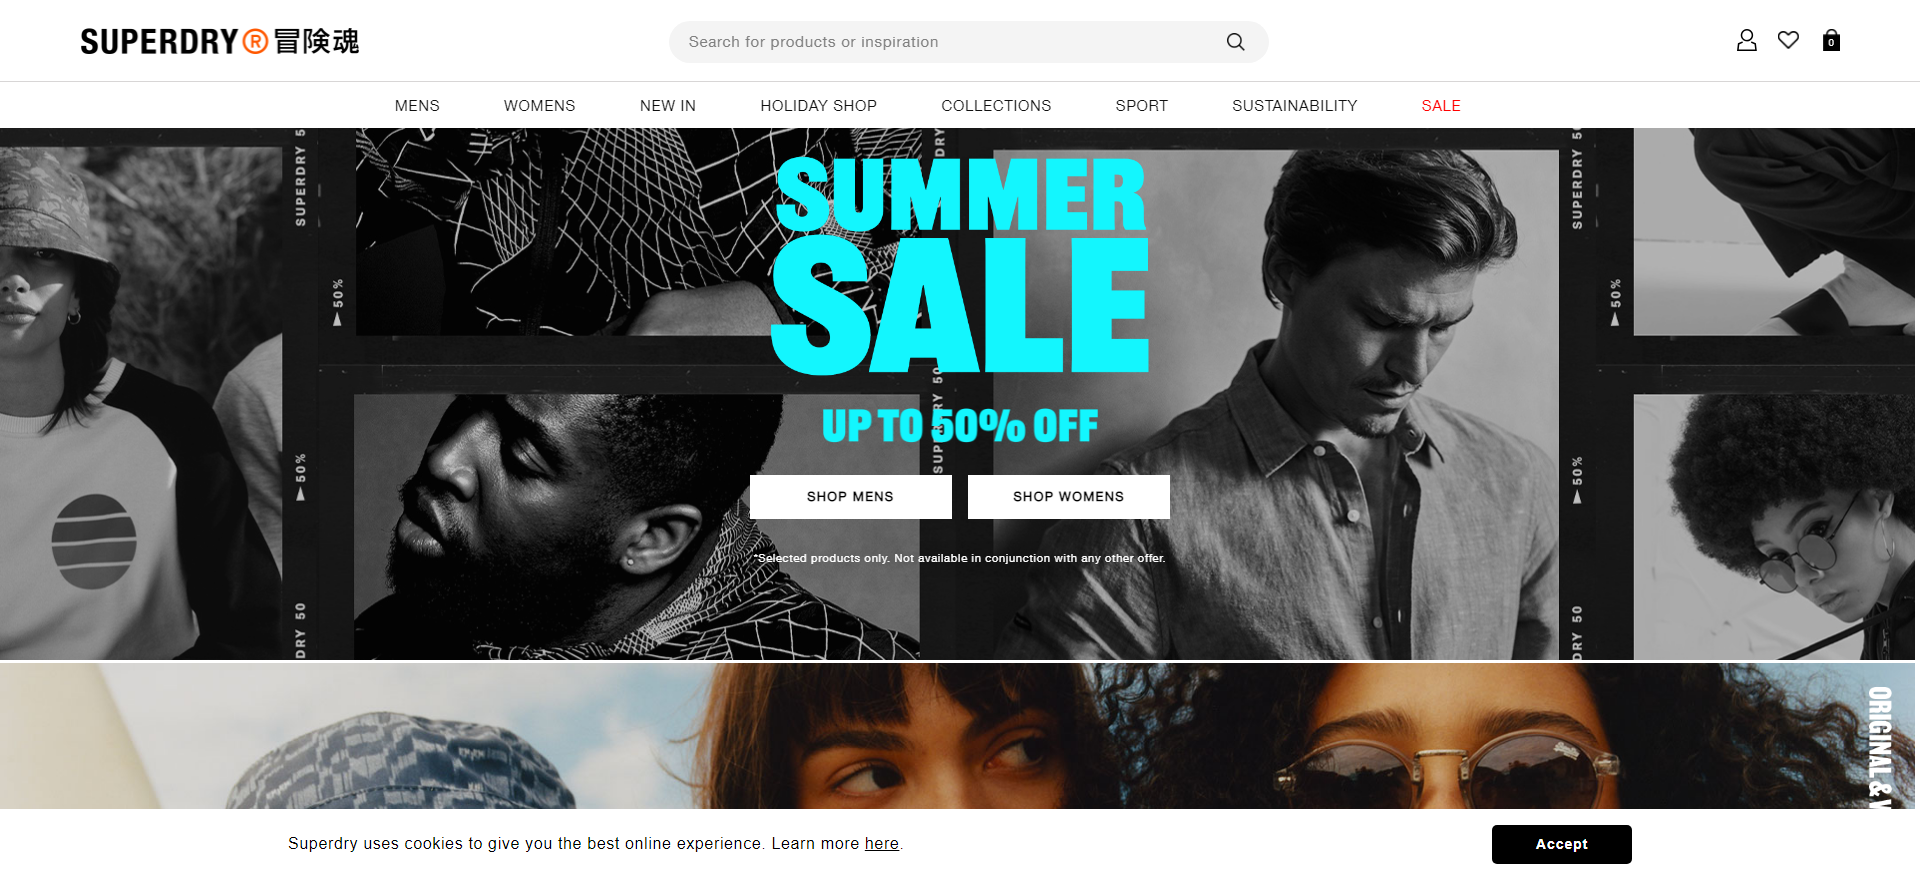 SUPERDRY®冒険魂
Search for products or inspiration
0
MENS WOMENS NEW IN HOLIDAY SHOP COLLECTIONS SPORT SUSTAINABILITY SALE
SUMMER
SALE
UP TO 50% OFF
SHOP MENS SHOP WOMENS
*Selected products only. Not available in conjunction with any other offer.
SUPERDRY 5
50%
50%
DRY 50
DRY
SUPERDRY 50
SUPERDRY 50
50%
50%
DRY 50
ORIGINAL &
Superdry uses cookies to give you the best online experience. Learn more here.
Accept